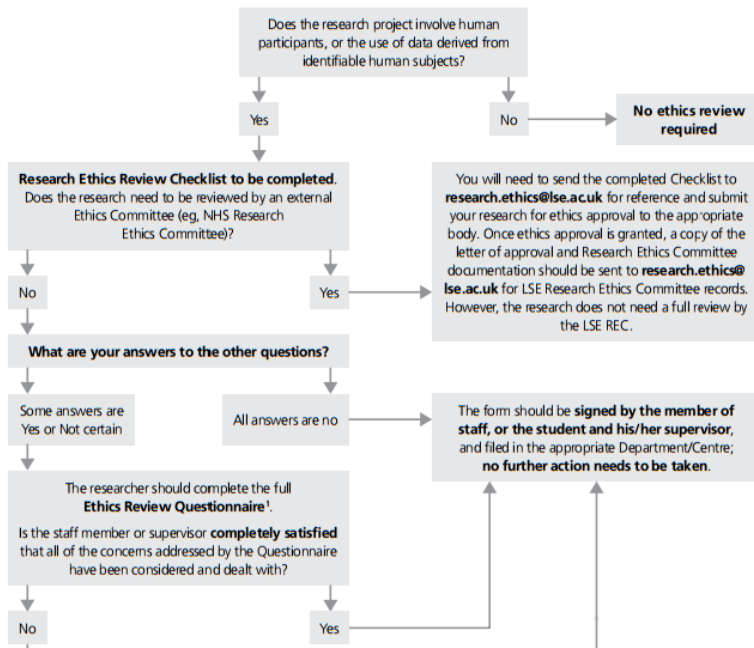 Does the research project involve human
participants, or the use of data derived from
identifiable human subjects?
Yes
No
No ethics review
required
Research Ethics Review Checklist to be completed.
Does the research need to be reviewed by an external
Ethics Committee (eg, NHS Research
Ethics Committee)?
You will need to send the completed Checklist to
research.ethics@lse.ac.uk for reference and submit
your research for ethics approval to the appropriate
body. Once ethics approval is granted, a copy of the
letter of approval and Research Ethics Committee
documentation should be sent to research.ethics@
lse.ac.uk for LSE Research Ethics Committee records.
However, the research does not need a full review by
the LSE REC.
No
Yes
What are your answers to the other questions?
Some answers are
Yes or Not certain
All answers are no
The form should be signed by the member of
staff, or the student and his/her supervisor,
and filed in the appropriate Department/Centre;
no further action needs to be taken.
The researcher should complete the full
Ethics Review Questionnaire¹.
Is the staff member or supervisor completely satisfied
that all of the concerns addressed by the Questionnaire
have been considered and dealt with?
No
Yes